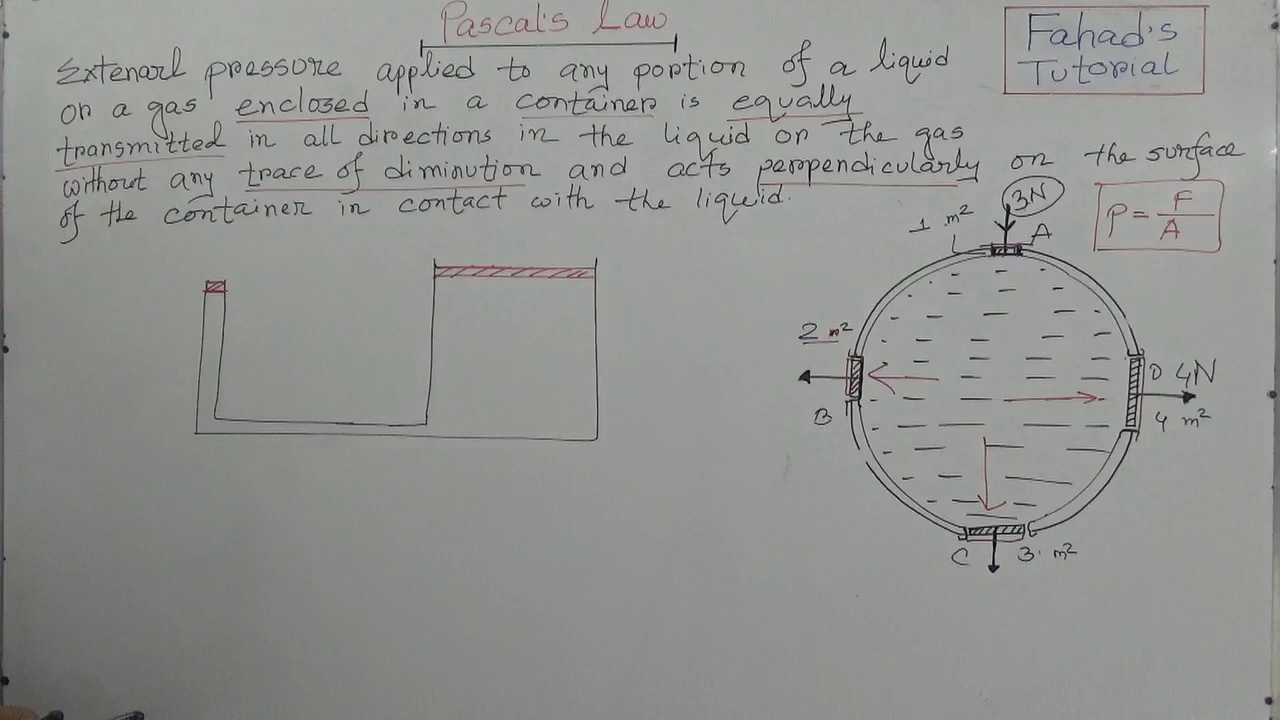 Pascal's Law
Fahad's
Tutorial
Extenarl pressure applied to any portion of a liquid
or a gas enclosed in a container is equally
transmitted in all directions in the liquid or the gas
without any trace of diminution and acts perpendicularly on the surface
of the container in contact with the liquid.
P = F / A
3N
1 m²
A
2 m²
B
D 4N
4 m²
C
3 m²